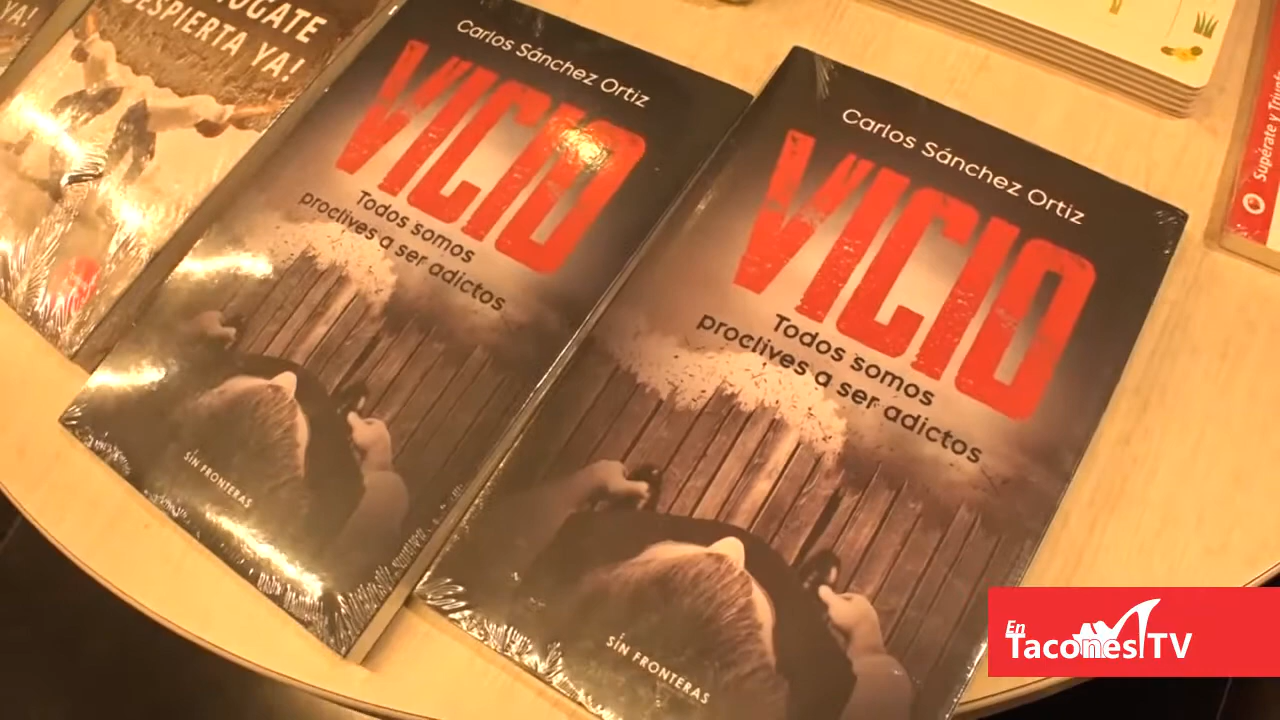 YA!
DESPIERTA YA!
Carlos Sánchez Ortiz
VICIO
Todos somos
proclives a ser adictos
SIN FRONTERAS
Carlos Sánchez Ortiz
VICIO
Todos somos
proclives a ser adictos
SIN FRONTERAS
Supérate y
En
Tacones TV